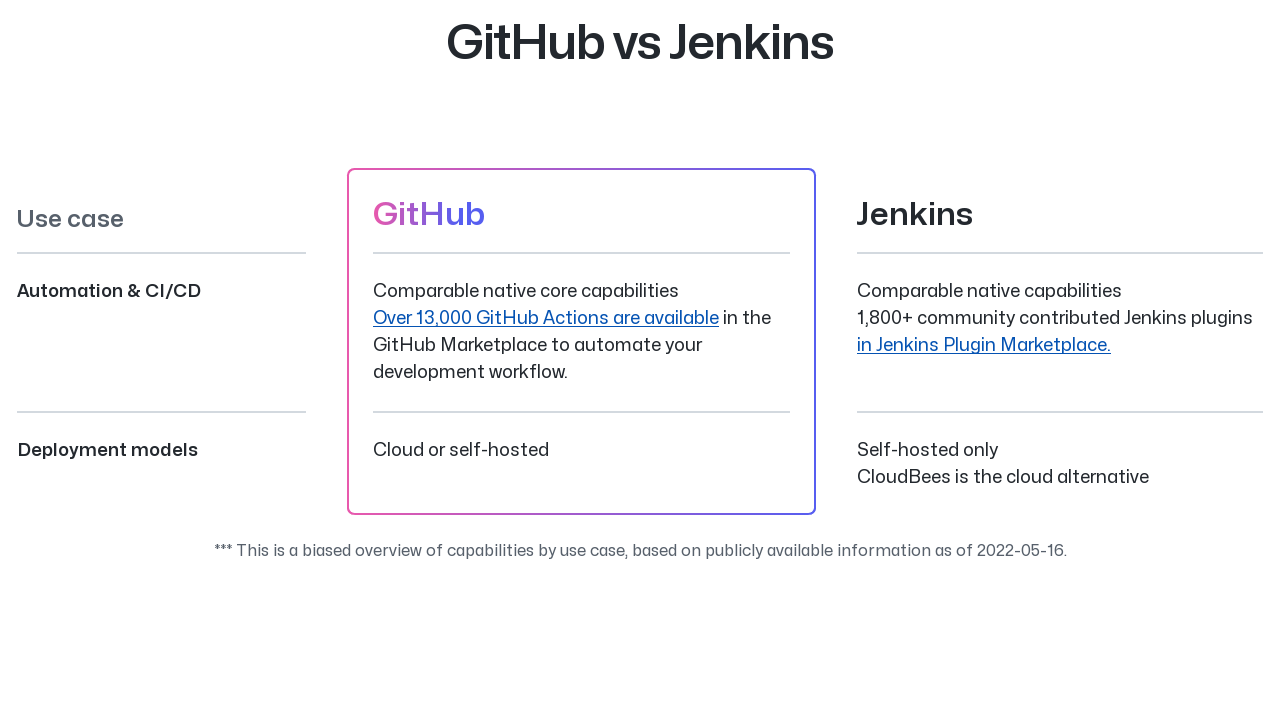 GitHub vs Jenkins
Use case
GitHub
Jenkins
Automation & CI/CD
Comparable native core capabilities
Over 13,000 GitHub Actions are available in the
GitHub Marketplace to automate your
development workflow.
Comparable native capabilities
1,800+ community contributed Jenkins plugins
in Jenkins Plugin Marketplace.
Deployment models
Cloud or self-hosted
Self-hosted only
CloudBees is the cloud alternative
*** This is a biased overview of capabilities by use case, based on publicly available information as of 2022-05-16.